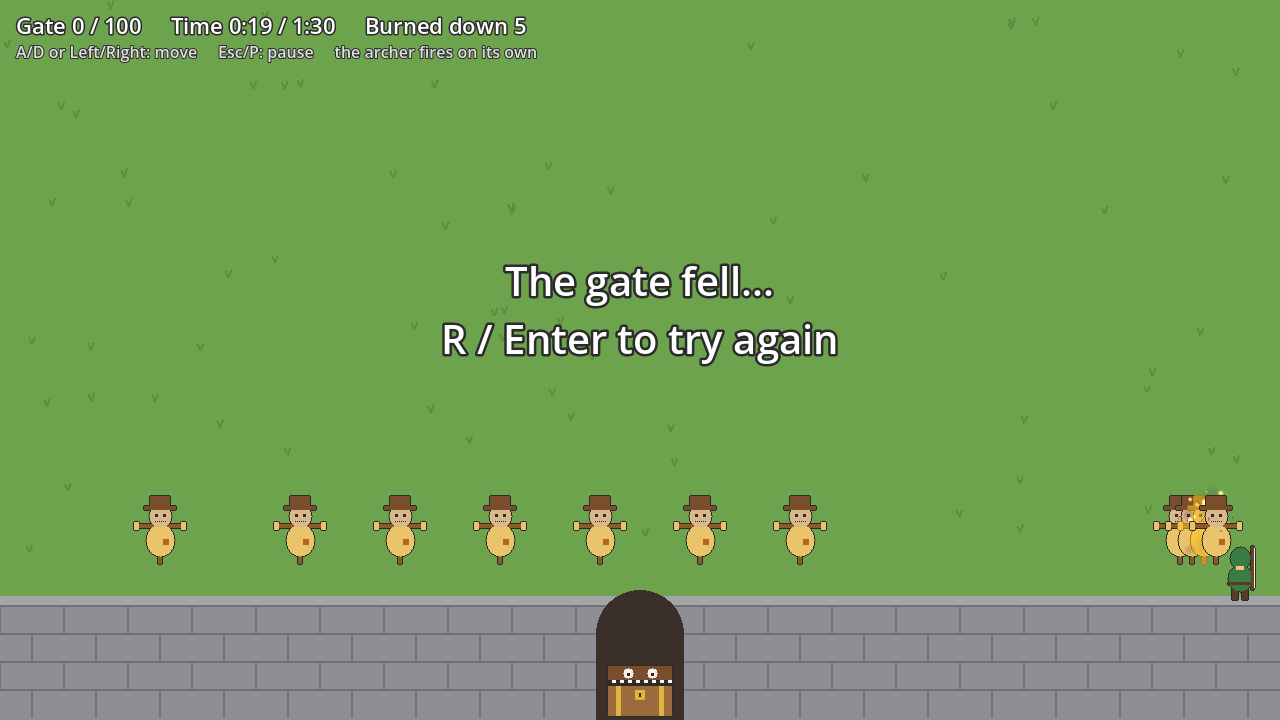 Gate 0 / 100 Time 0:19 / 1:30 Burned down 5
A/D or Left/Right: move Esc/P: pause the archer fires on its own
The gate fell...
R / Enter to try again